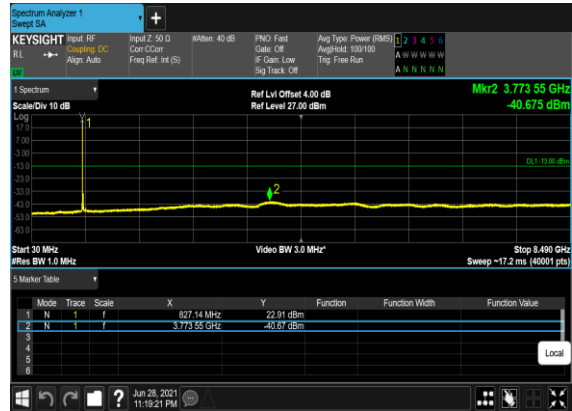 Spectrum Analyzer 1
Swept SA
+
KEYSIGHT Input: RF Input Z: 50 Ω #Atten: 40 dB PNO: Fast Avg Type: Power (RMS) 1 2 3 4 5 6
RL Coupling: DC Corr CCorr Gate: Off Avg|Hold: 100/100 A W W W W W
Align: Auto Freq Ref: Int (S) IF Gain: Low Trig: Free Run
LW Sig Track: Off A N N N N N
1 Spectrum Ref Lvl Offset 4.00 dB Mkr2 3.773 55 GHz
Scale/Div 10 dB Ref Level 27.00 dBm -40.675 dBm
Log
17.0 1
7.00
-3.00
-13.0 DL1 -13.00 dBm
-23.0
-33.0 2
-43.0
-53.0
-63.0
Start 30 MHz Video BW 3.0 MHz* Stop 8.490 GHz
#Res BW 1.0 MHz Sweep ~17.2 ms (40001 pts)
5 Marker Table
Mode Trace Scale X Y Function Function Width Function Value
1 N 1 f 827.14 MHz 22.91 dBm
2 N 1 f 3.773 55 GHz -40.67 dBm
3
4
5
6
Local
? Jun 28, 2021
11:19:21 PM